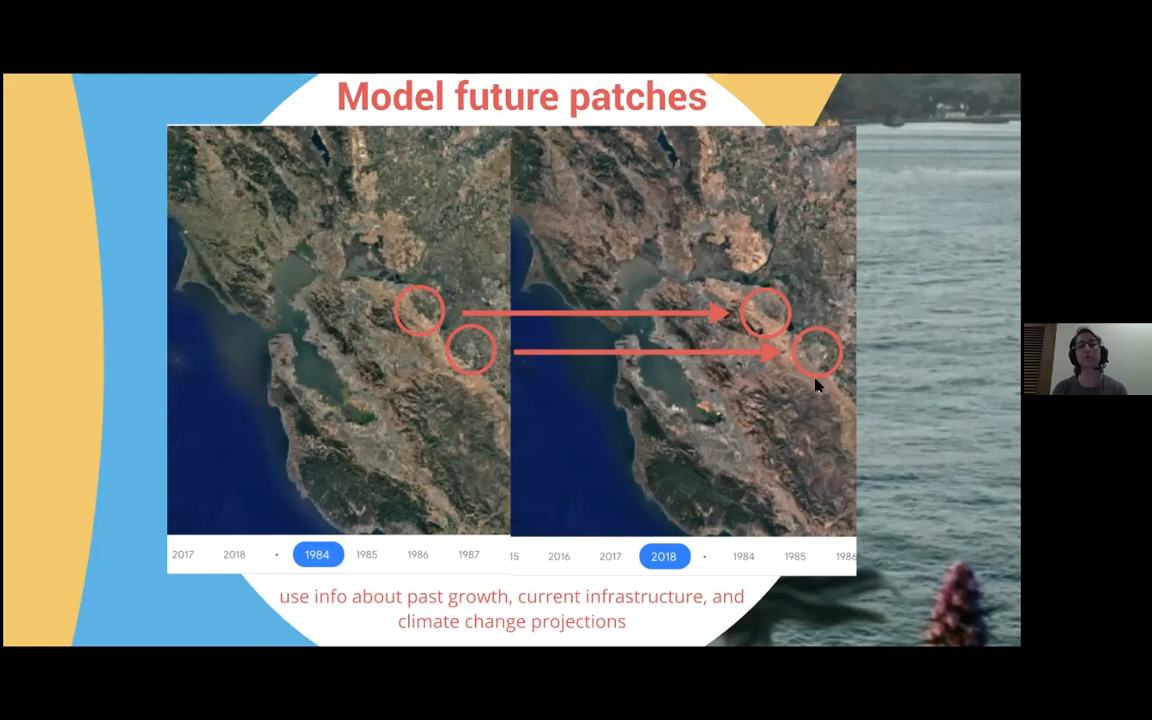 Model future patches
2017 2018 • 1984 1985 1986 1987
15 2016 2017 2018 • 1984 1985 1986
use info about past growth, current infrastructure, and
climate change projections